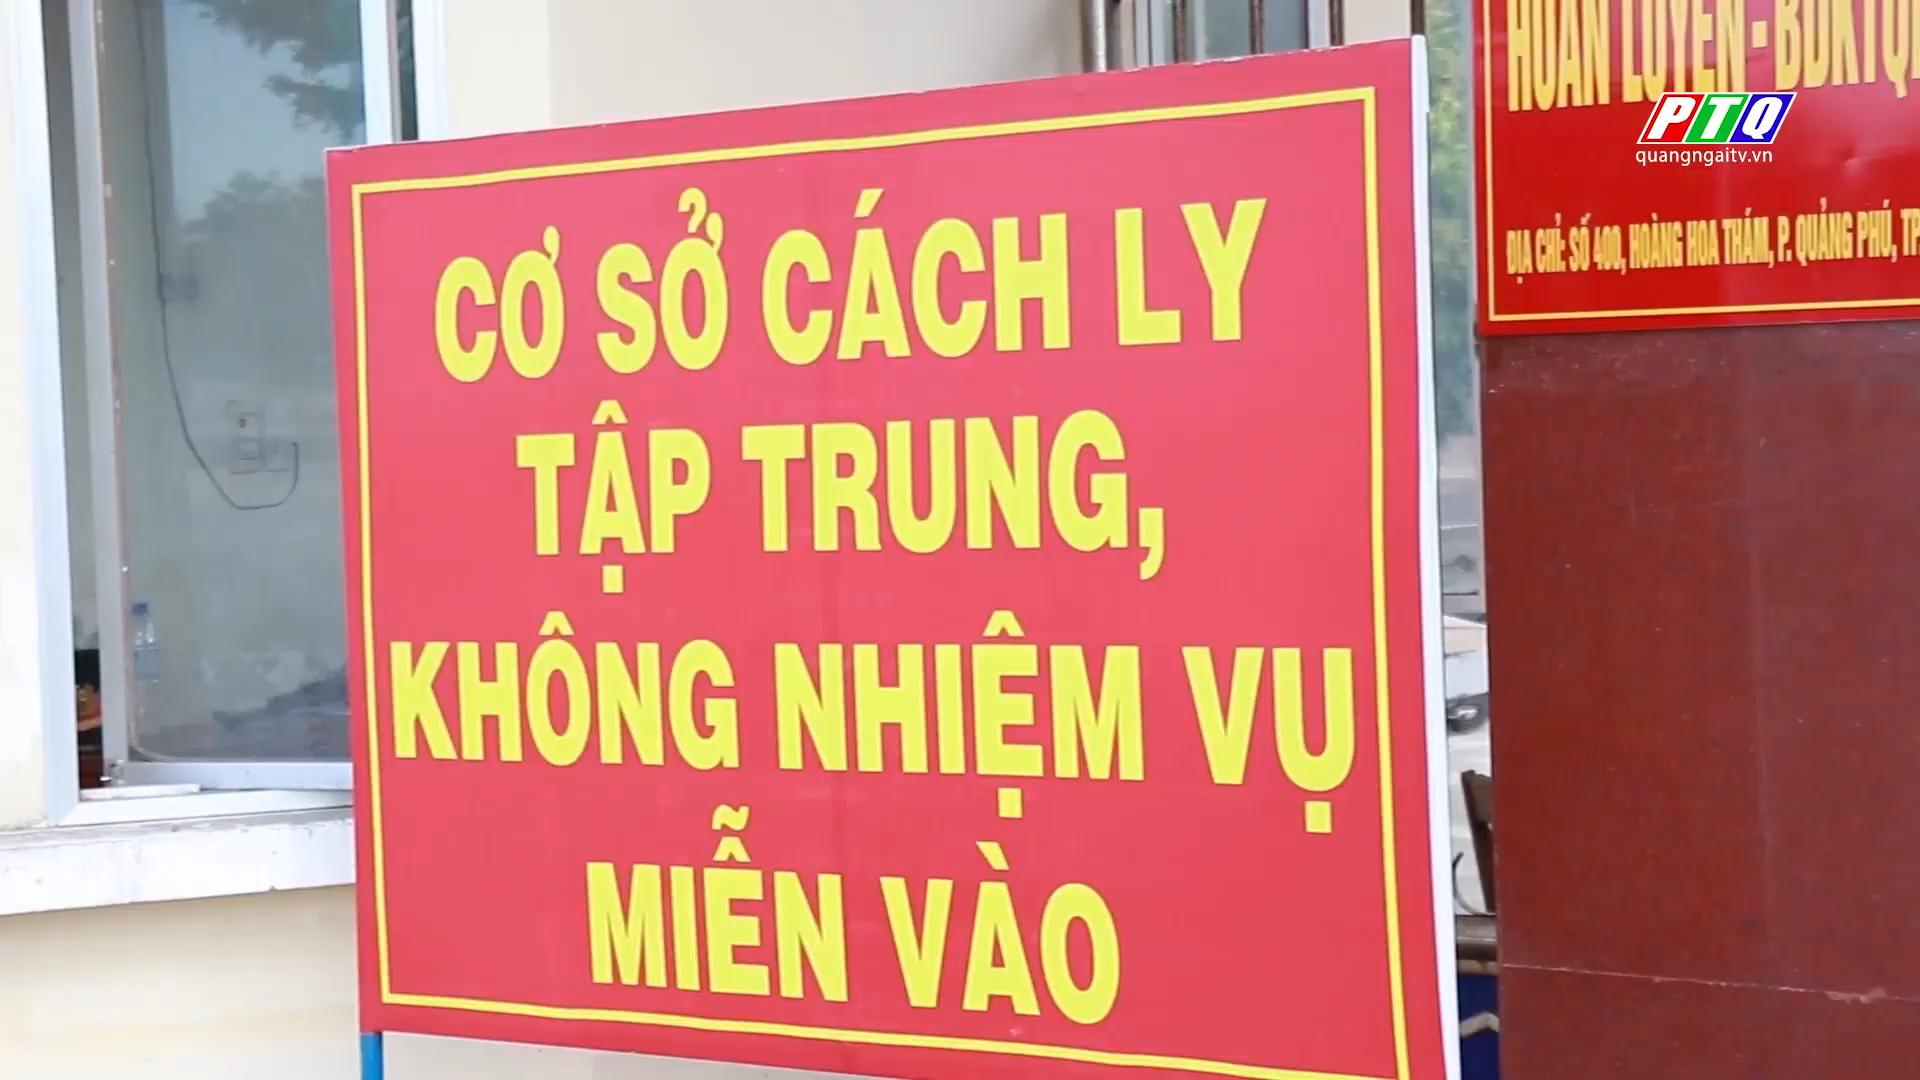 CƠ SỞ CÁCH LY
TẬP TRUNG,
KHÔNG NHIỆM VỤ
MIỄN VÀO
HUẤN LUYỆN - BDKTQ
PTQ
quangngaitv.vn
ĐỊA CHỈ: SỐ 400, HOÀNG HOA THÁM, P. QUẢNG PHÚ, TP.